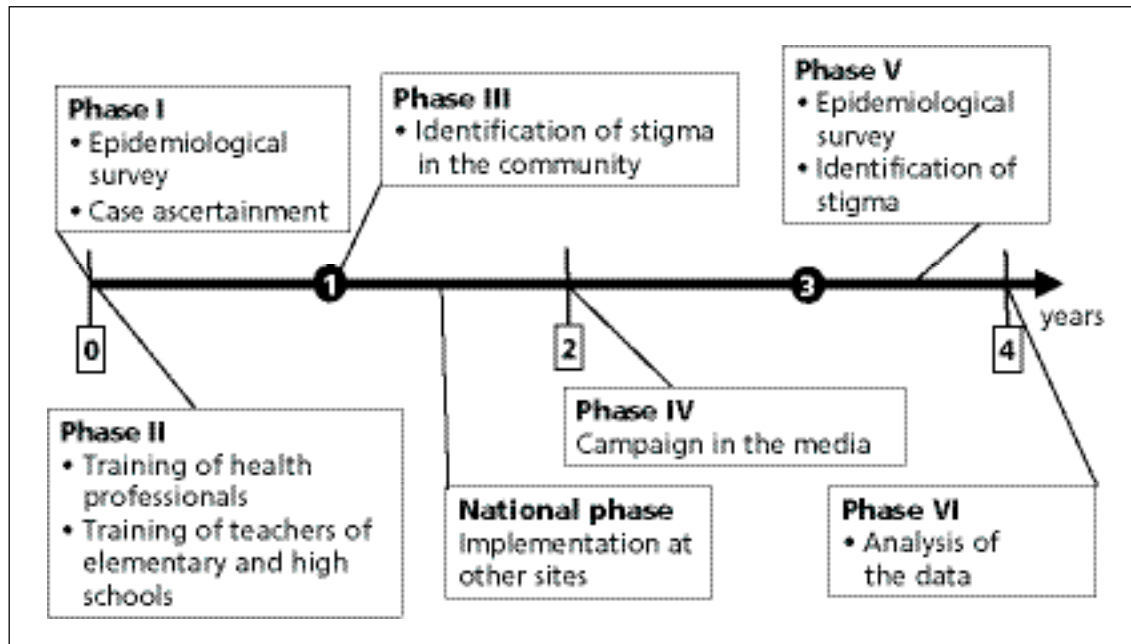 Phase I
• Epidemiological
survey
• Case ascertainment
Phase III
• Identification of stigma
in the community
Phase V
• Epidemiological
survey
• Identification of
stigma
1
3
years
0
2
4
Phase II
• Training of health
professionals
• Training of teachers of
elementary and high
schools
National phase
Implementation at
other sites
Phase IV
Campaign in the media
Phase VI
• Analysis of
the data